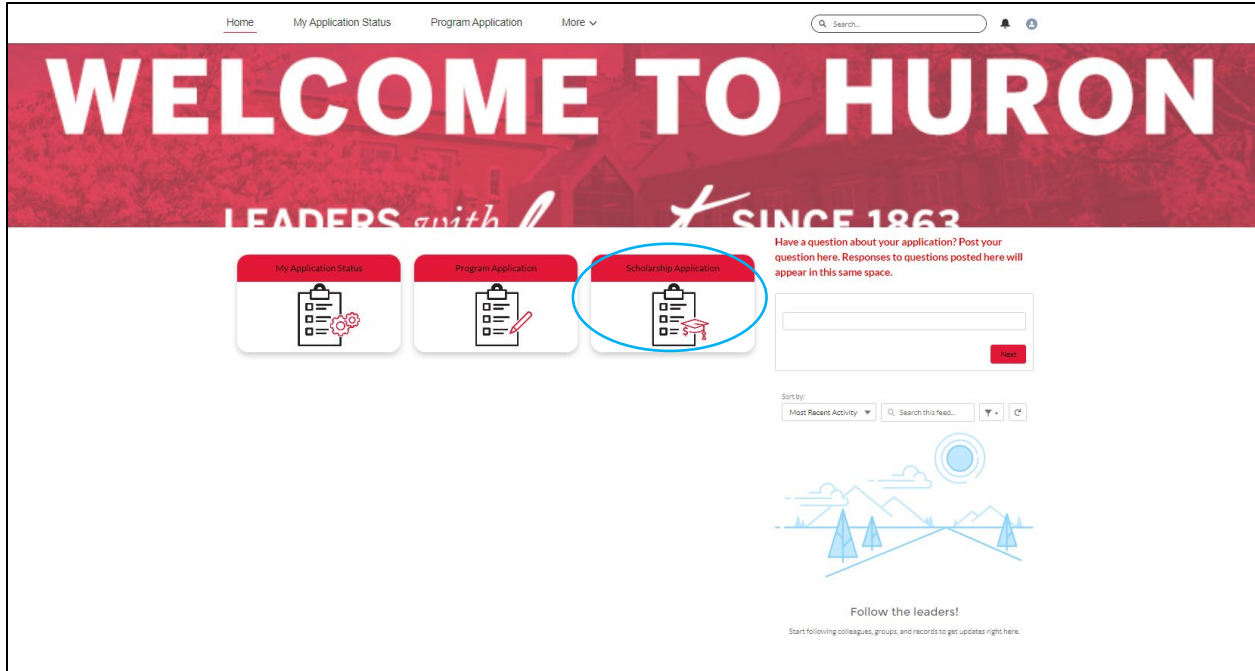 Home My Application Status Program Application More
Search...
WELCOME TO HURON
LEADERS with SINCE 1863
My Application Status
Program Application
Scholarship Application
Have a question about your application? Post your
question here. Responses to questions posted here will
appear in this same space.
Next
Sort by:
Most Recent Activity
Search this feed...
Follow the leaders!
Start following colleagues, groups, and records to get updates right here.